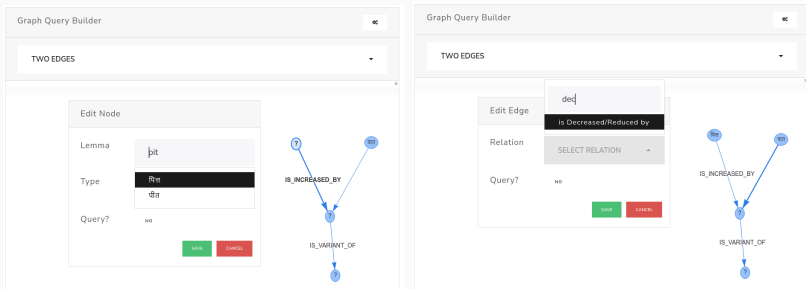 Graph Query Builder
TWO EDGES
Edit Node
Lemma
pit
Type
पित्त
पीत
Query?
NO
SAVE
CANCEL
?
वात
IS_INCREASED_BY
?
IS_VARIANT_OF
?
Graph Query Builder
TWO EDGES
Edit Edge
dec
is Decreased/Reduced by
Relation
SELECT RELATION
Query?
NO
SAVE
CANCEL
पित्त
वात
IS_INCREASED_BY
?
IS_VARIANT_OF
?